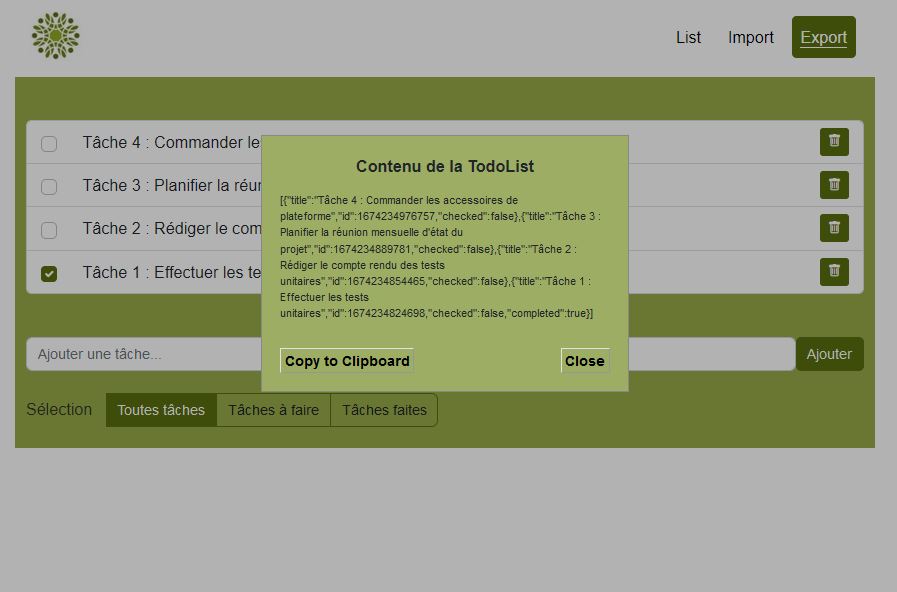 List Import Export
Tâche 4 : Commander le
Tâche 3 : Planifier la réur
Tâche 2 : Rédiger le com
Tâche 1 : Effectuer les te
Contenu de la TodoList
[{"title":"Tâche 4 : Commander les accessoires de
plateforme","id":1674234976757,"checked":false},{"title":"Tâche 3 :
Planifier la réunion mensuelle d'état du
projet","id":1674234889781,"checked":false},{"title":"Tâche 2 :
Rédiger le compte rendu des tests
unitaires","id":1674234854465,"checked":false},{"title":"Tâche 1 :
Effectuer les tests
unitaires","id":1674234824698,"checked":false,"completed":true}]
Copy to Clipboard Close
Ajouter une tâche... Ajouter
Sélection Toutes tâches Tâches à faire Tâches faites